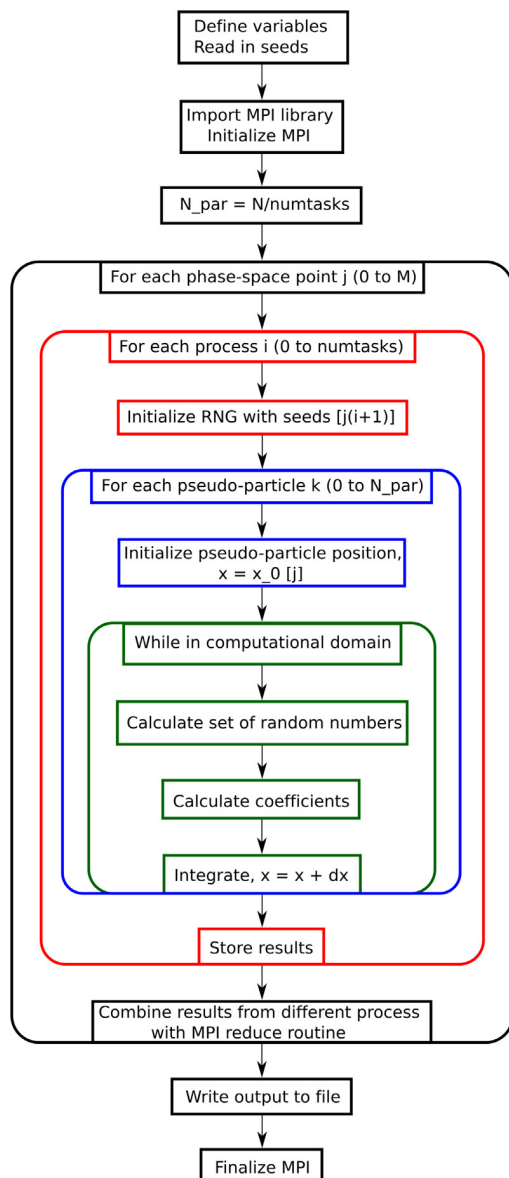 Define variables
Read in seeds
Import MPI library
Initialize MPI
N_par = N/numtasks
For each phase-space point j (0 to M)
For each process i (0 to numtasks)
Initialize RNG with seeds [j(i+1)]
For each pseudo-particle k (0 to N_par)
Initialize pseudo-particle position,
x = x_0 [j]
While in computational domain
Calculate set of random numbers
Calculate coefficients
Integrate, x = x + dx
Store results
Combine results from different process
with MPI reduce routine
Write output to file
Finalize MPI